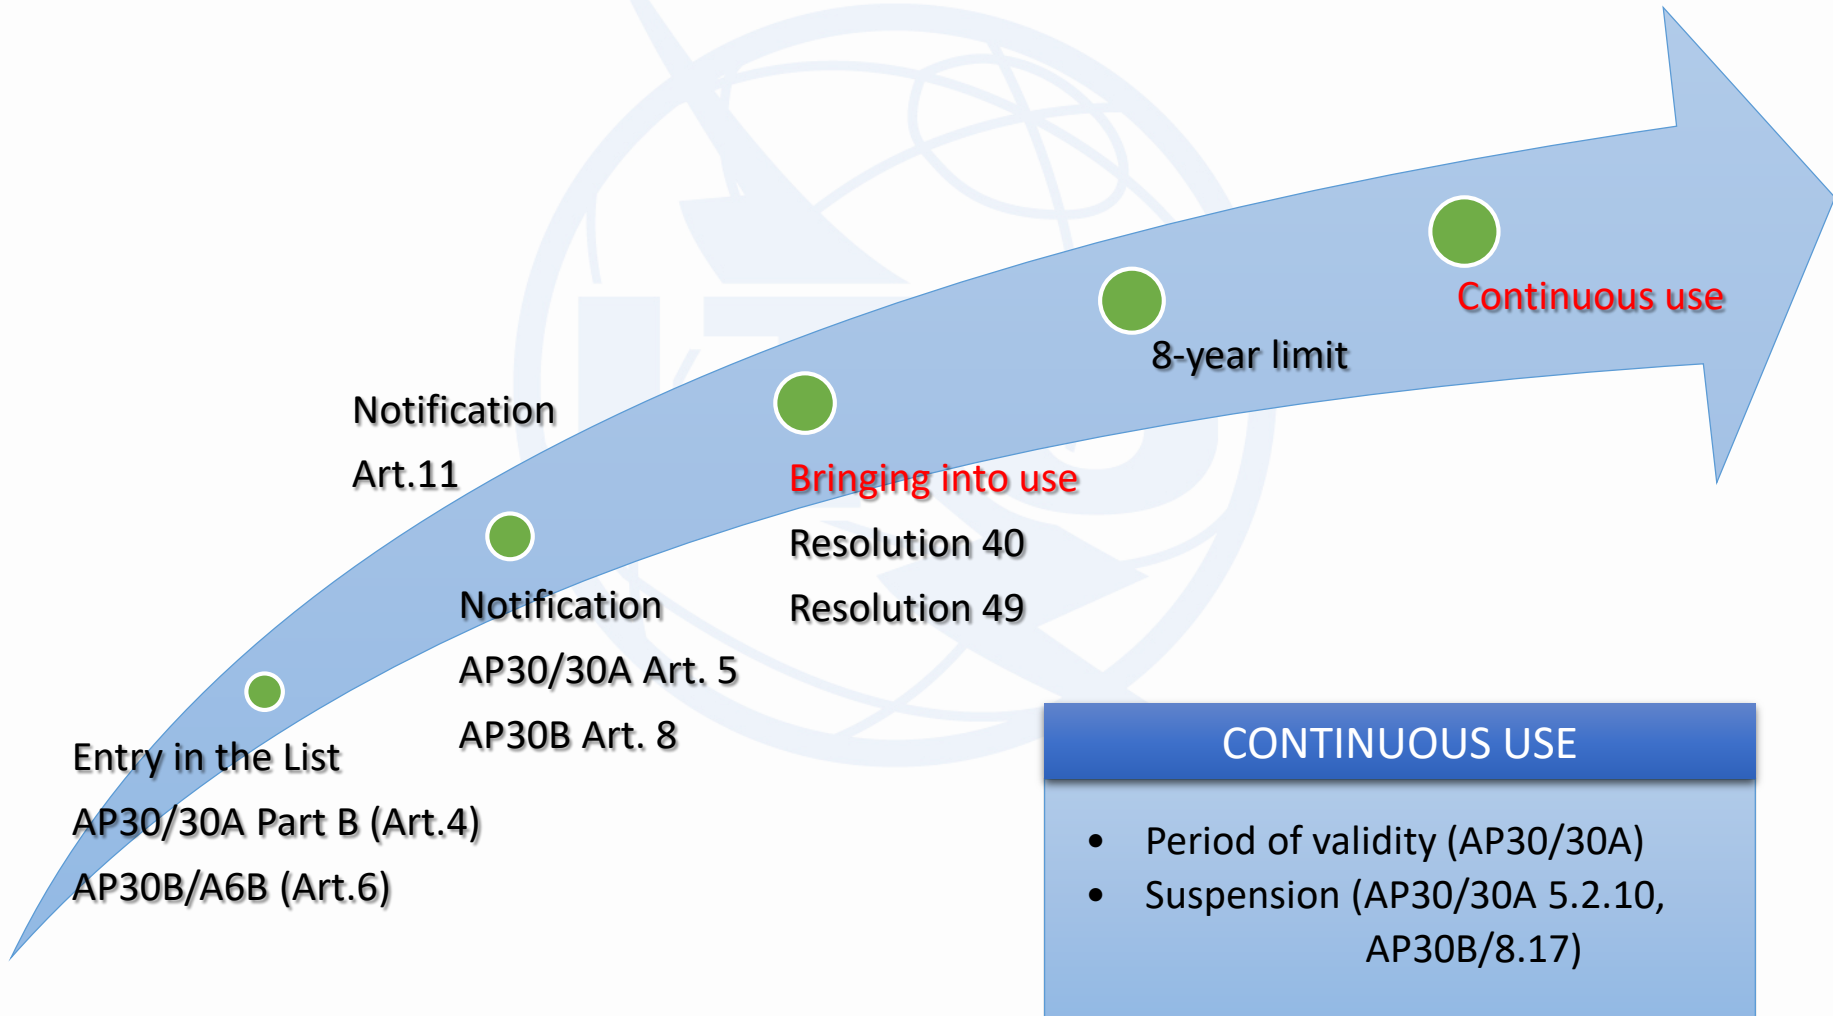 Entry in the List
AP30/30A Part B (Art.4)
AP30B/A6B (Art.6)
Notification
Art.11
Notification
AP30/30A Art. 5
AP30B Art. 8
Bringing into use
Resolution 40
Resolution 49
8-year limit
Continuous use
CONTINUOUS USE
• Period of validity (AP30/30A)
• Suspension (AP30/30A 5.2.10,
AP30B/8.17)